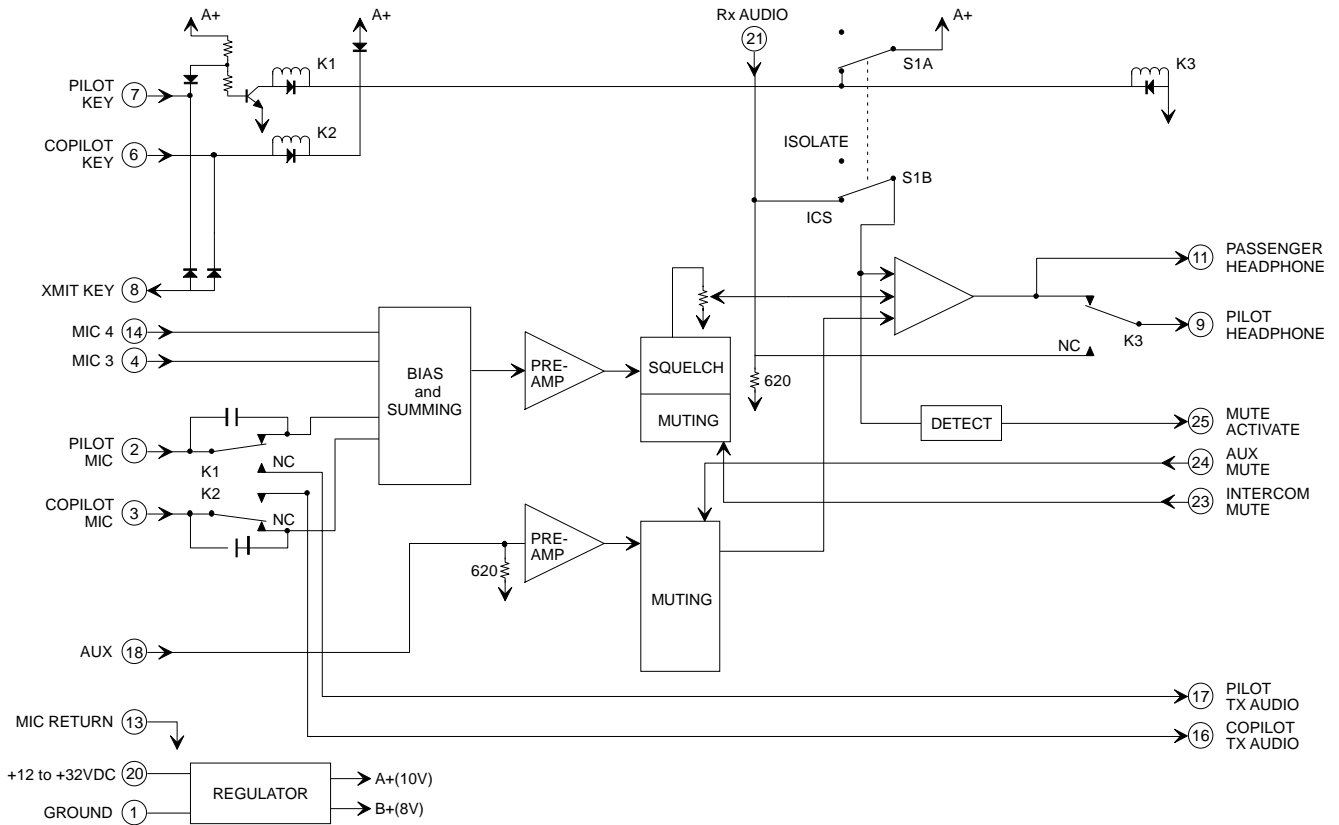 A+
A+
Rx AUDIO
21
A+
K1
S1A
K3
PILOT
KEY
7
COPILOT
KEY
6
K2
ISOLATE
S1B
ICS
XMIT KEY
8
MIC 4
14
MIC 3
4
BIAS
and
SUMMING
PRE-
AMP
SQUELCH
MUTING
620
NC
K3
11
PASSENGER
HEADPHONE
9
PILOT
HEADPHONE
DETECT
25
MUTE
ACTIVATE
24
AUX
MUTE
23
INTERCOM
MUTE
PILOT
MIC
2
K1
NC
K2
COPILOT
MIC
3
NC
620
PRE-
AMP
MUTING
AUX
18
17
PILOT
TX AUDIO
16
COPILOT
TX AUDIO
MIC RETURN
13
+12 to +32VDC
20
GROUND
1
REGULATOR
A+(10V)
B+(8V)